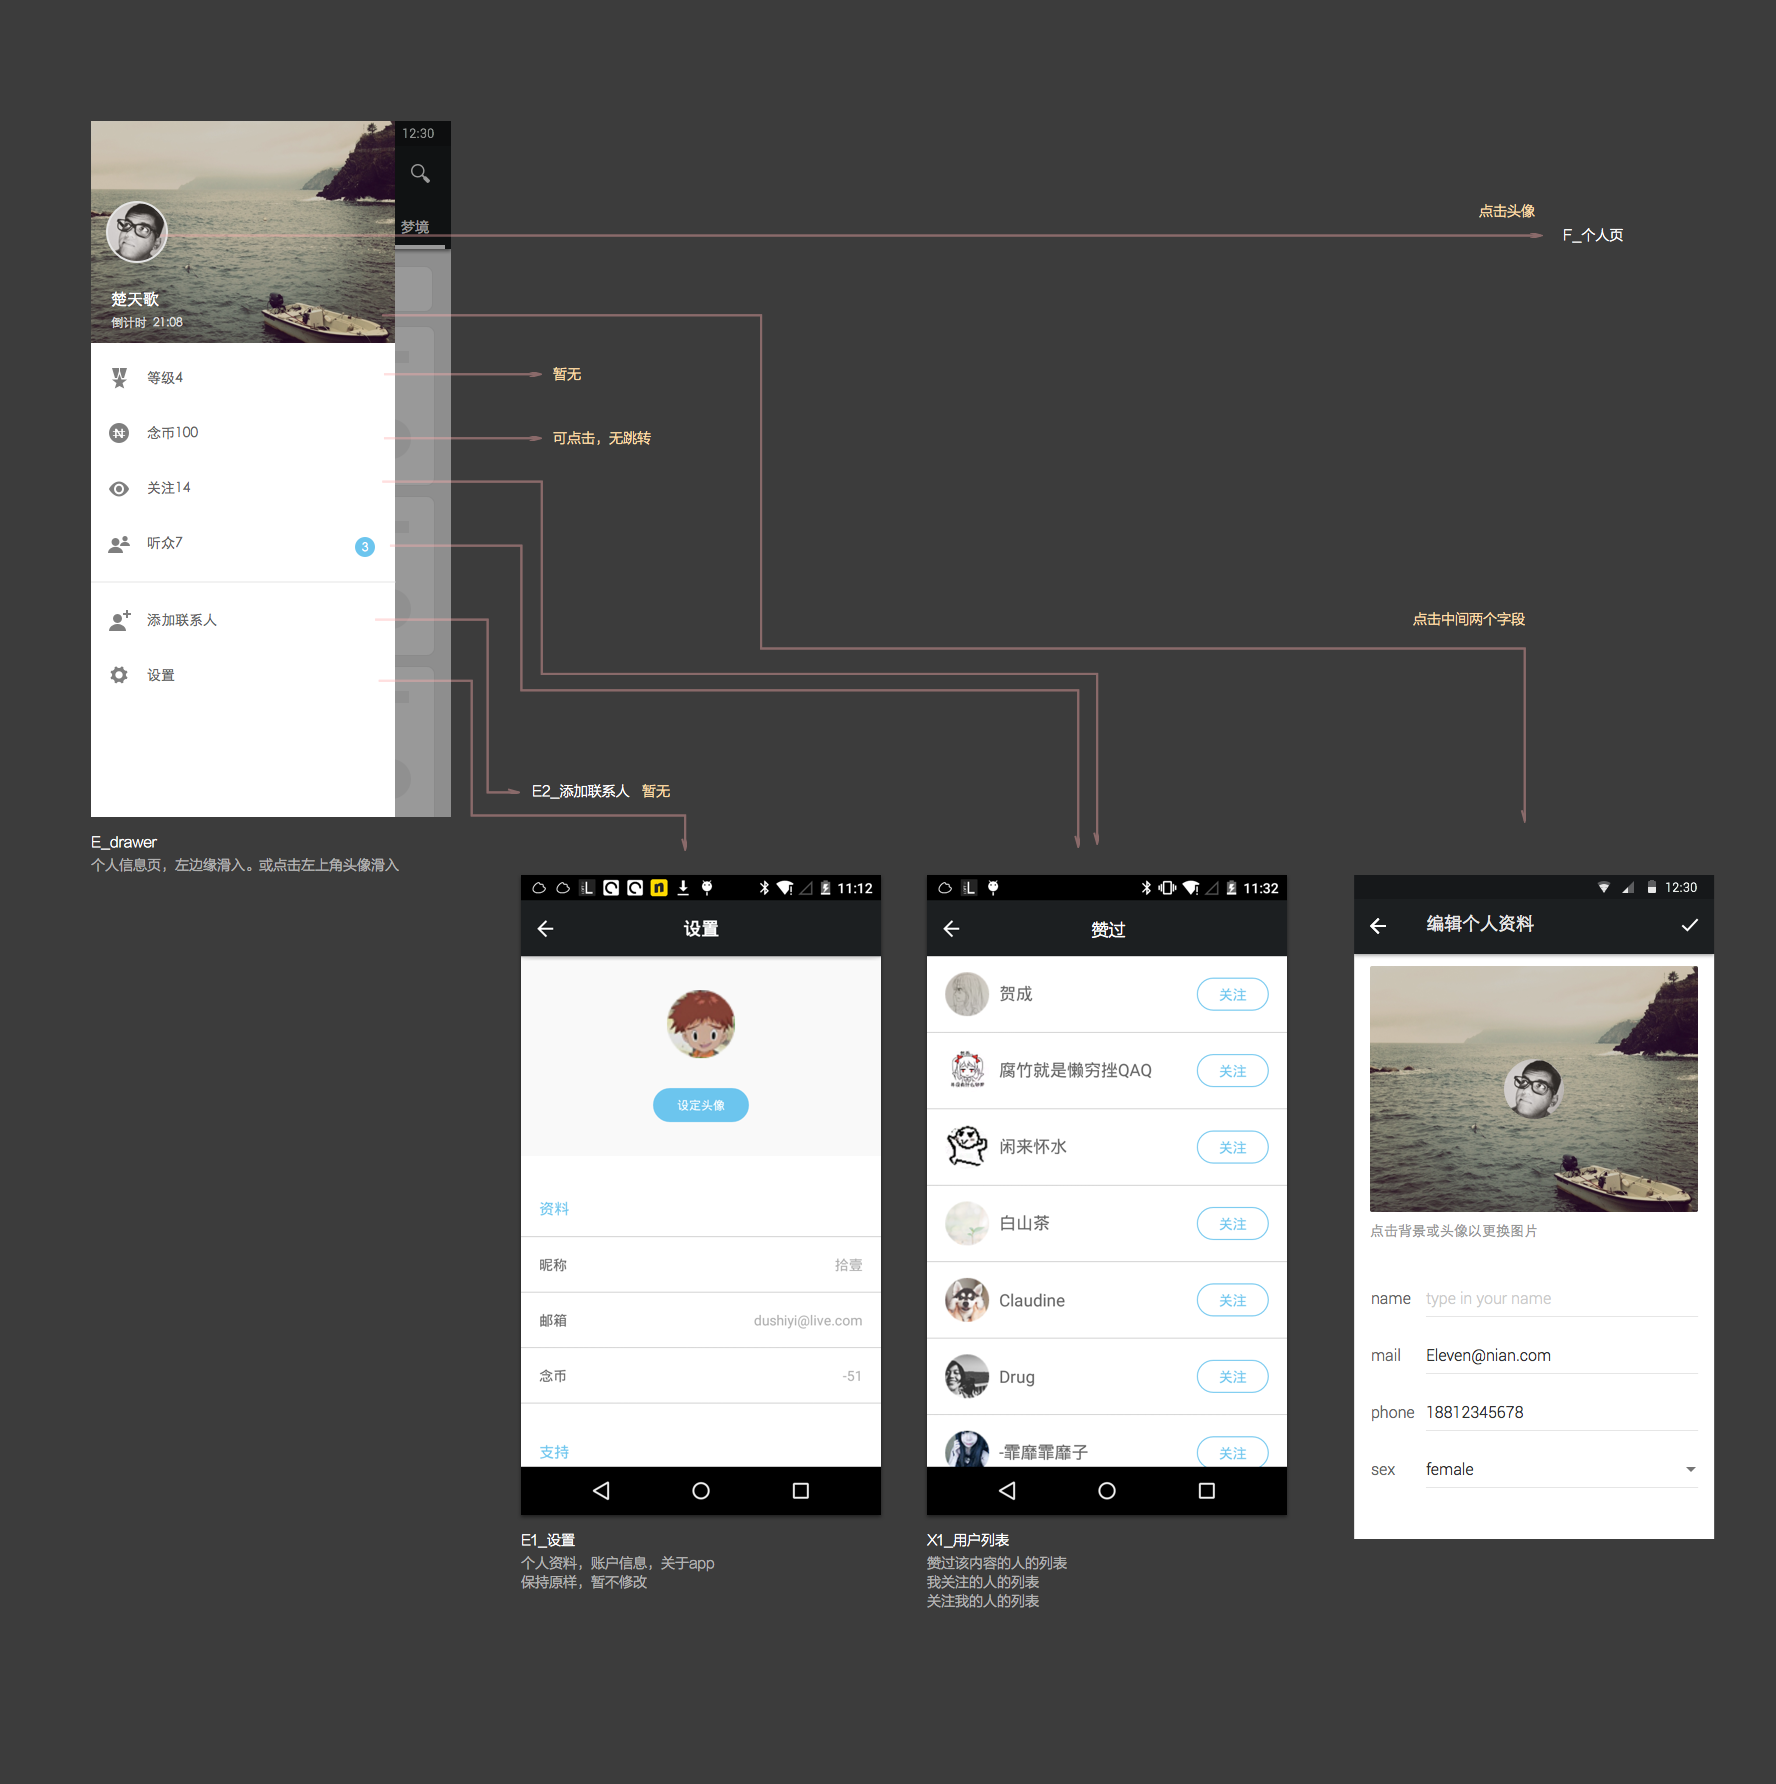 12:30
梦境
楚天歌
倒计时 21:08
等级4
念币100
关注14
听众7
3
添加联系人
设置
E_drawer
个人信息页，左边缘滑入。或点击左上角头像滑入
点击头像
F_个人页
暂无
可点击，无跳转
点击中间两个字段
E2_添加联系人 暂无
11:12
设置
设定头像
资料
昵称 拾壹
邮箱 dushiyi@live.com
念币 -51
支持
E1_设置
个人资料，账户信息，关于app
保持原样，暂不修改
11:32
赞过
贺成 关注
腐竹就是懒穷挫QAQ 关注
闲来怀水 关注
白山茶 关注
Claudine 关注
Drug 关注
-霏靡霏靡子 关注
X1_用户列表
赞过该内容的人的列表
我关注的人的列表
关注我的人的列表
12:30
编辑个人资料
点击背景或头像以更换图片
name type in your name
mail Eleven@nian.com
phone 18812345678
sex female